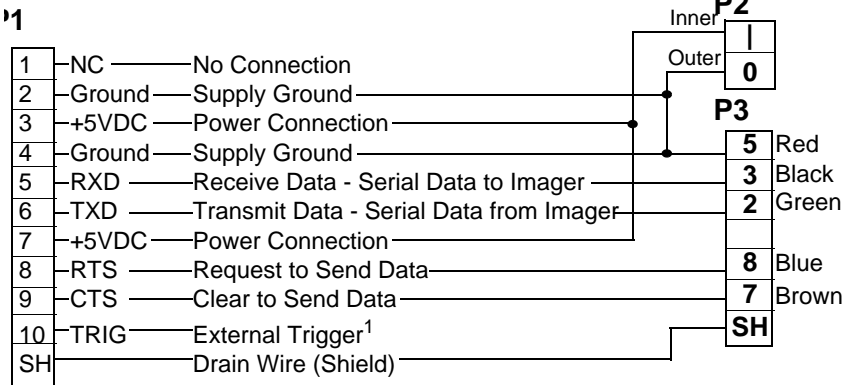 P1
P2
Inner
|
1 NC No Connection
Outer
0
2 Ground Supply Ground
3 +5VDC Power Connection
P3
4 Ground Supply Ground 5 Red
5 RXD Receive Data - Serial Data to Imager 3 Black
6 TXD Transmit Data - Serial Data from Imager 2 Green
7 +5VDC Power Connection
8 RTS Request to Send Data 8 Blue
9 CTS Clear to Send Data 7 Brown
10 TRIG External Trigger1 SH
SH Drain Wire (Shield)